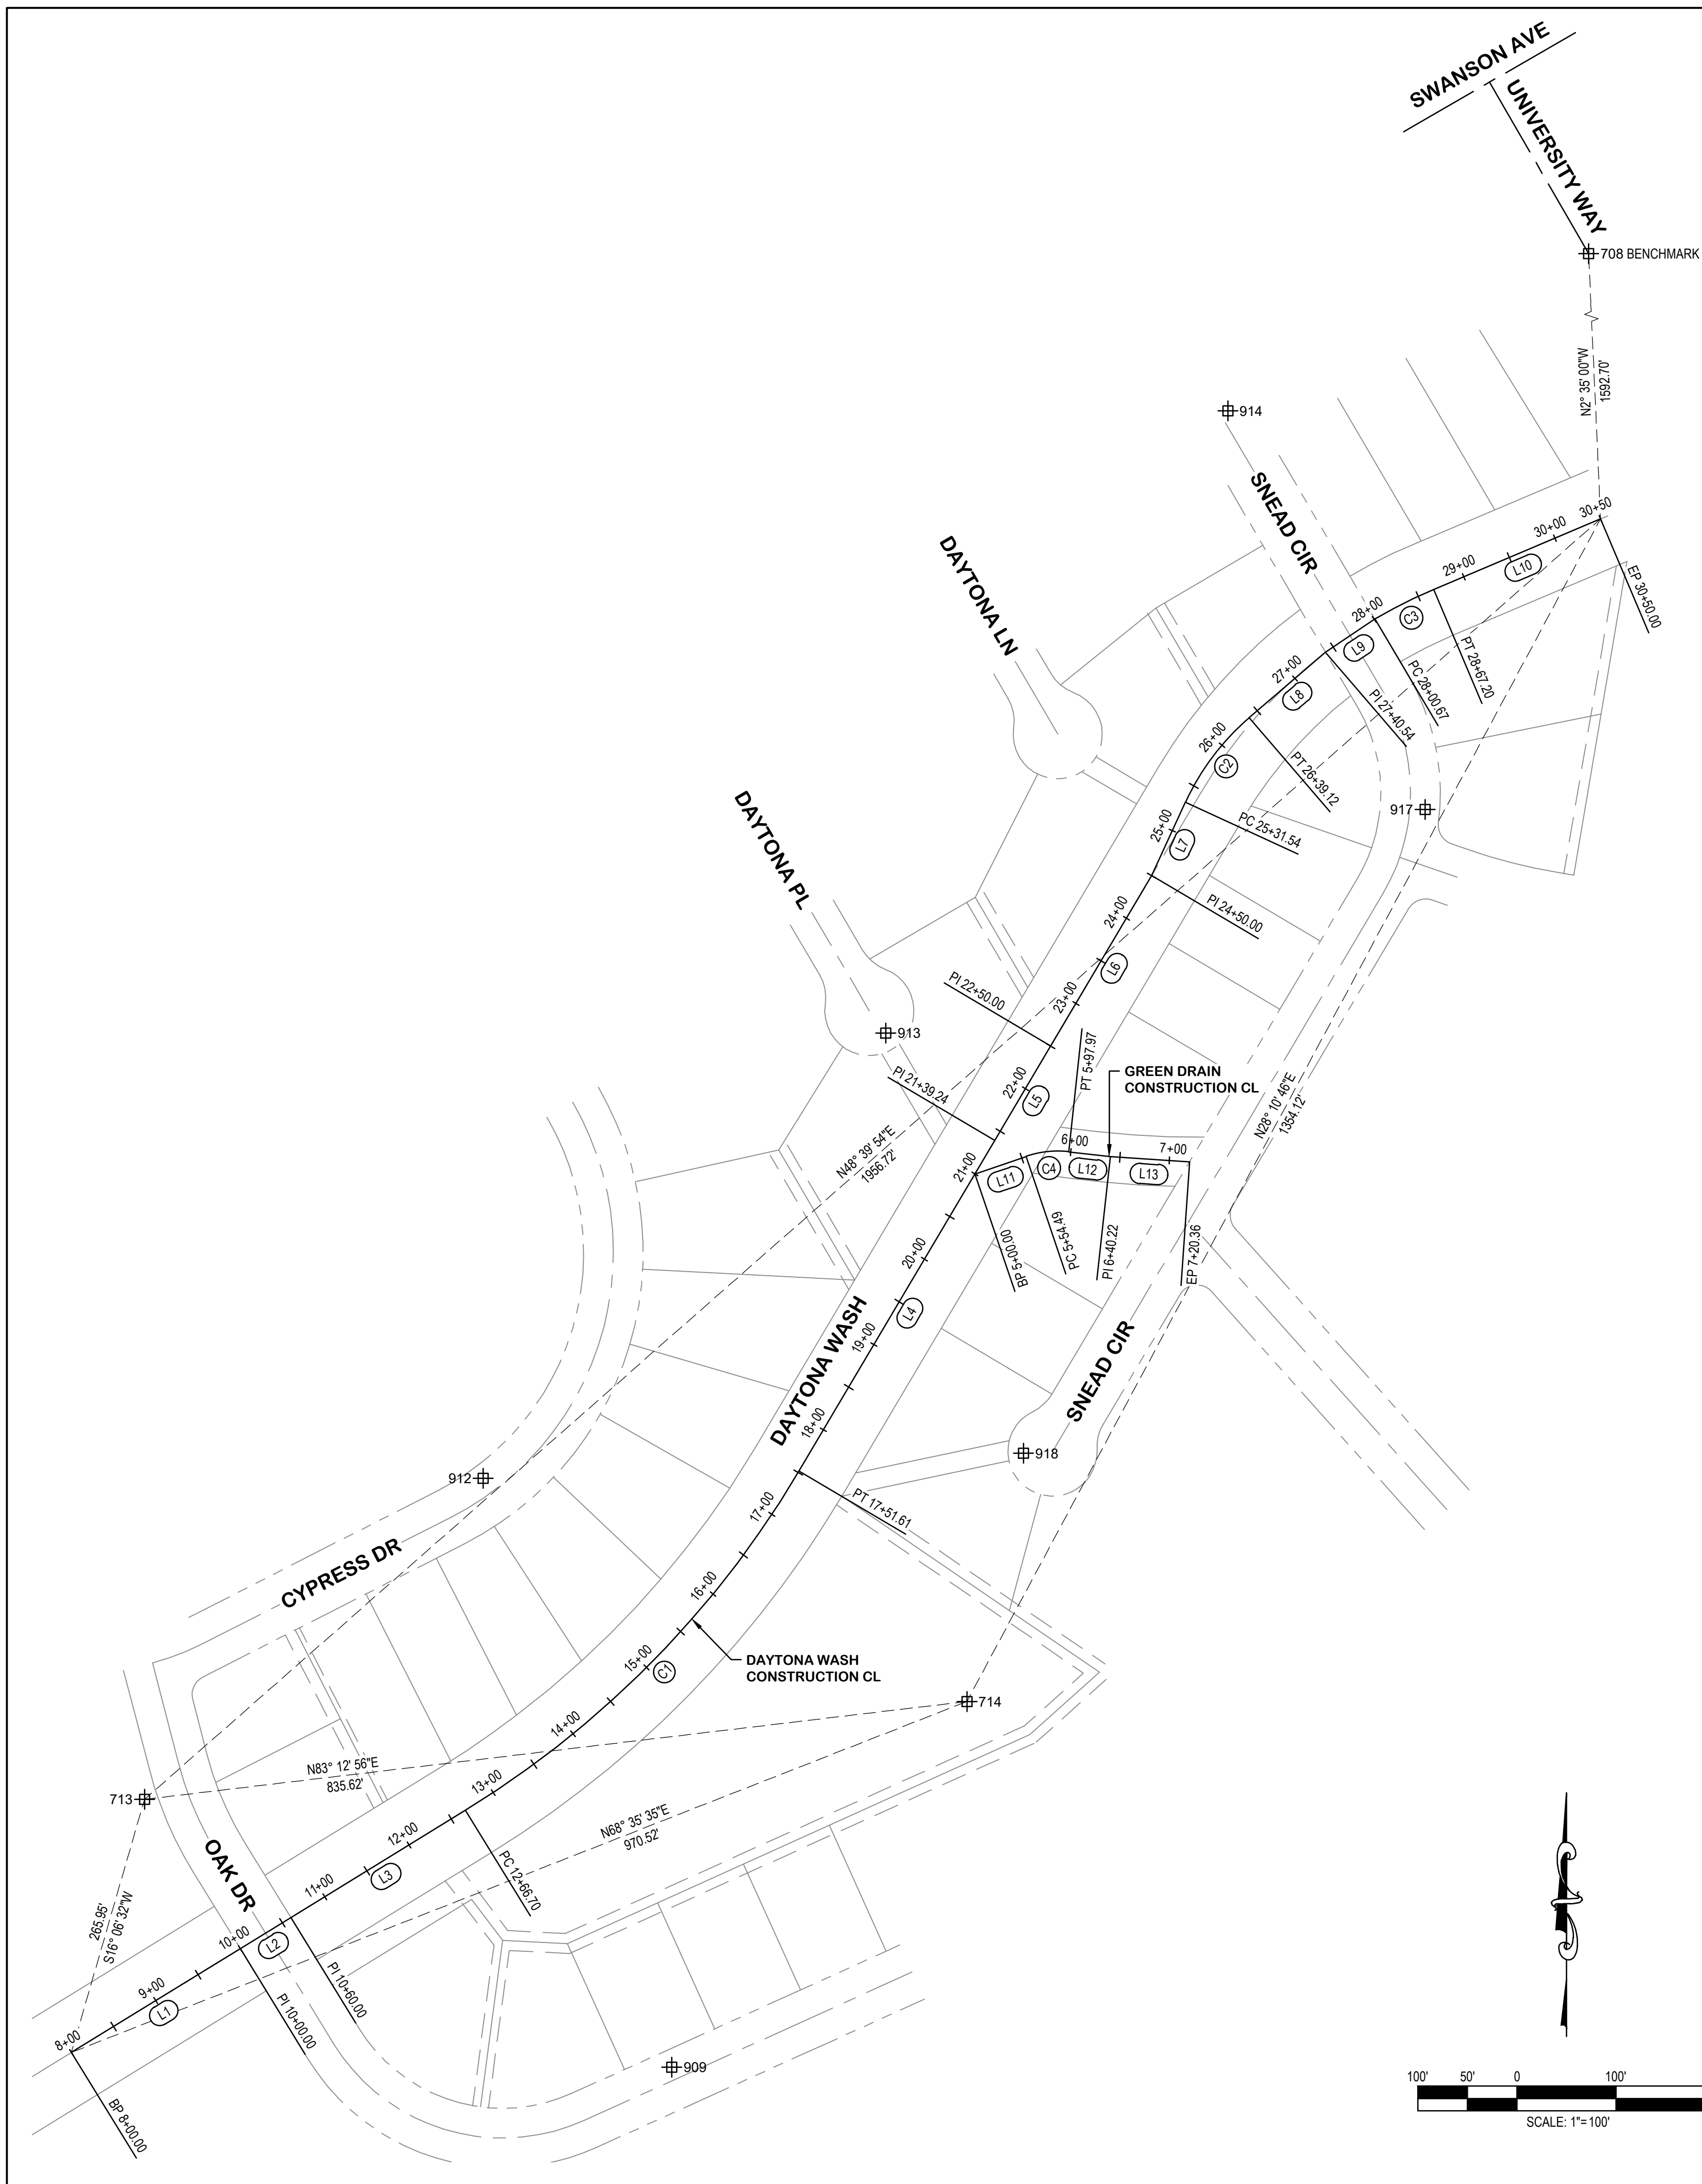 SWANSON AVE
UNIVERSITY WAY
708 BENCHMARK
N2° 35' 00"W
1592.70'
914
SNEAD CIR
30+50
30+00
L10
29+00
EP 30+50.00
DAYTONA LN
28+00
C3
PT 28+67.20
L9
PC 28+00.67
27+00
L8
PI 27+40.54
26+00
C2
PT 26+39.12
917
25+00
L7
PC 25+31.54
DAYTONA PL
24+00
PI 24+50.00
L6
PI 22+50.00
23+00
913
PT 5+97.97
GREEN DRAIN
CONSTRUCTION CL
PI 21+39.24
22+00
L5
N28° 10' 46"E
1354.12'
N48° 39' 54"E
1956.72'
21+00
6+00
7+00
L11
C4
L12
L13
BP 5+00.00
PC 5+54.49
PI 6+40.22
EP 7+20.36
20+00
L4
DAYTONA WASH
19+00
SNEAD CIR
18+00
918
912
17+00
PT 17+51.61
CYPRESS DR
16+00
15+00
C1
DAYTONA WASH
CONSTRUCTION CL
714
14+00
N83° 12' 56"E
835.62'
713
13+00
N68° 35' 35"E
970.52'
12+00
L3
PC 12+66.70
OAK DR
11+00
265.95'
S16° 06' 32"W
10+00
L2
PI 10+60.00
9+00
L1
PI 10+00.00
8+00
BP 8+00.00
909
100'
50'
0
100'
SCALE: 1"=100'